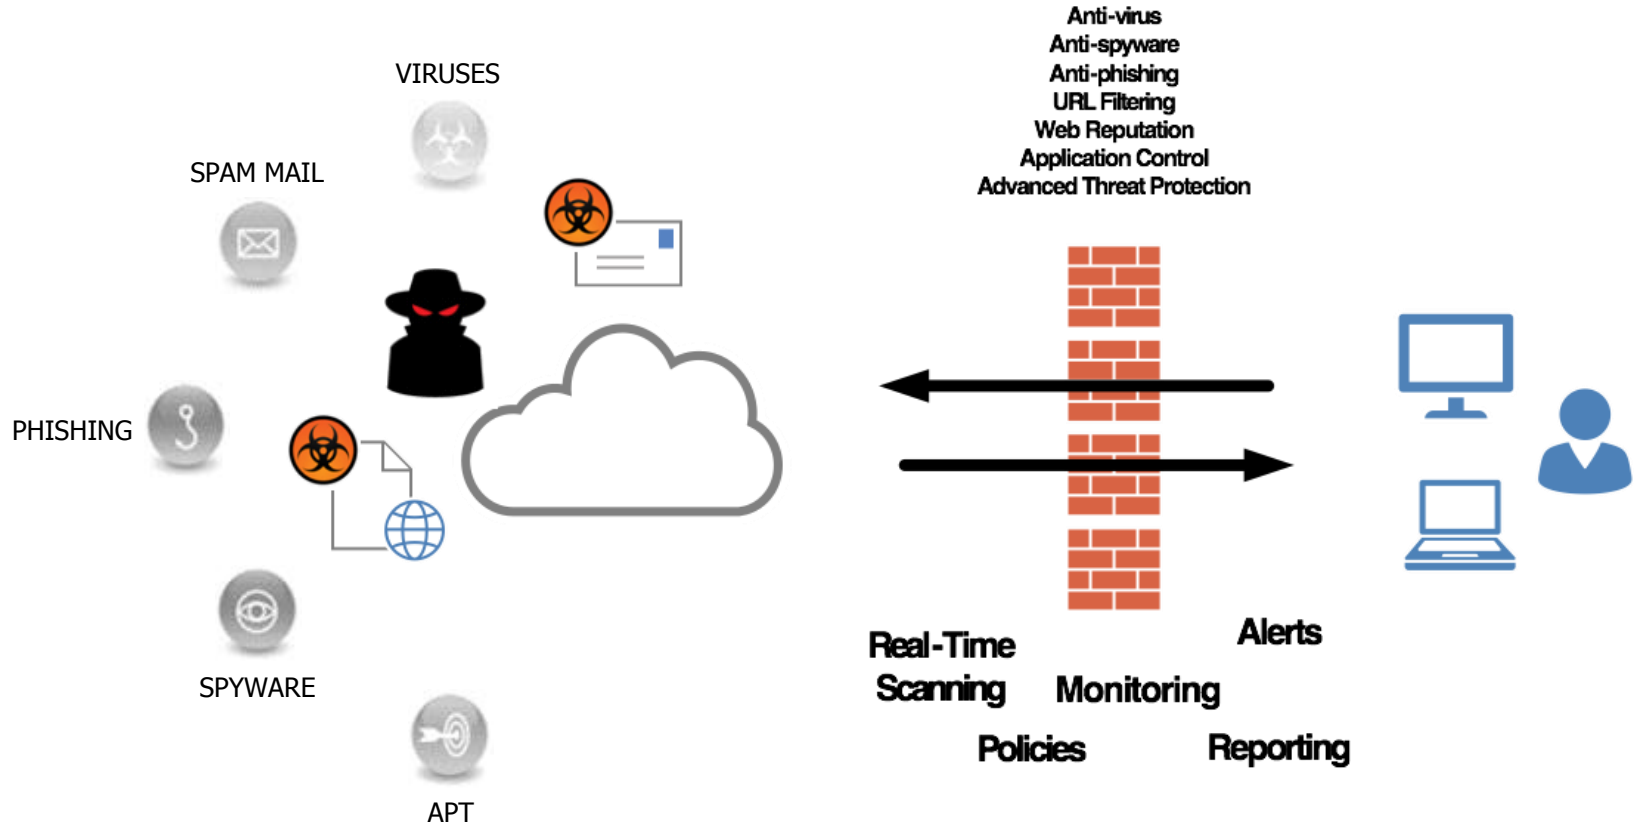 VIRUSES
SPAM MAIL
PHISHING
SPYWARE
APT
Anti-virus
Anti-spyware
Anti-phishing
URL Filtering
Web Reputation
Application Control
Advanced Threat Protection
Real-Time
Scanning
Alerts
Monitoring
Policies
Reporting